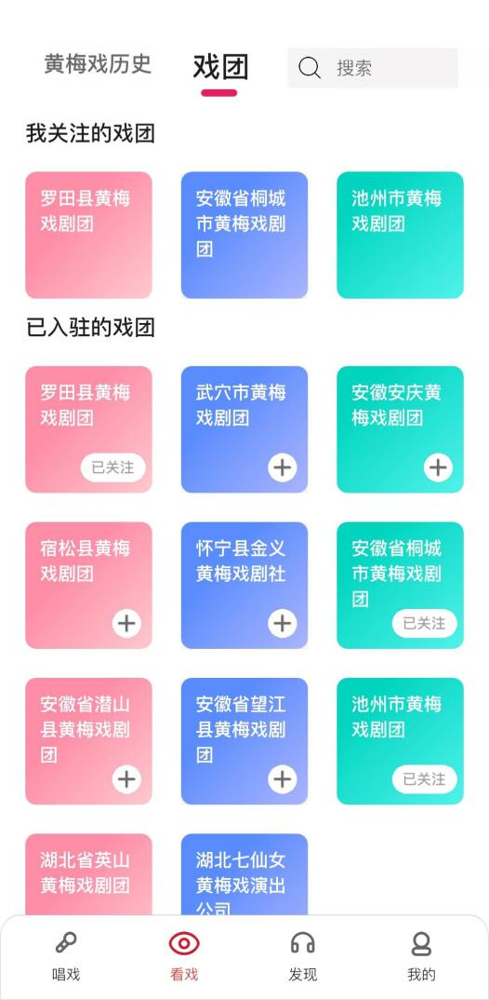 黄梅戏历史
戏团
搜索
我关注的戏团
罗田县黄梅
戏剧团
安徽省桐城
市黄梅戏剧
团
池州市黄梅
戏剧团
已入驻的戏团
罗田县黄梅
戏剧团
已关注
武穴市黄梅
戏剧团
安徽安庆黄
梅戏剧团
宿松县黄梅
戏剧团
怀宁县金义
黄梅戏剧社
安徽省桐城
市黄梅戏剧
团
已关注
安徽省潜山
县黄梅戏剧
团
安徽省望江
县黄梅戏剧
团
池州市黄梅
戏剧团
已关注
湖北省英山
黄梅戏剧团
湖北七仙女
黄梅戏演出
公司
唱戏
看戏
发现
我的